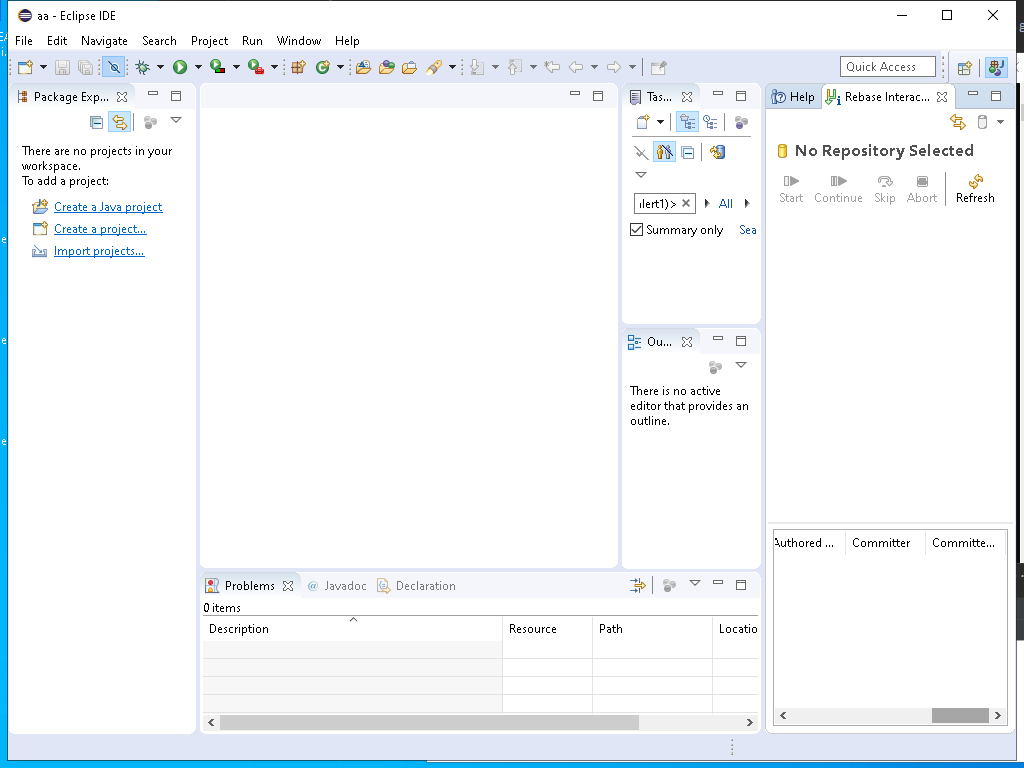 aa - Eclipse IDE
File Edit Navigate Search Project Run Window Help
Quick Access
Package Exp...
There are no projects in your
workspace.
To add a project:
Create a Java project
Create a project...
Import projects...
Tas...
ılert1)> All
Summary only Sea
Ou...
There is no active
editor that provides an
outline.
Help Rebase Interac...
No Repository Selected
Start Continue Skip Abort Refresh
Authored ... Committer Committe...
Problems @ Javadoc Declaration
0 items
Description Resource Path Locatio